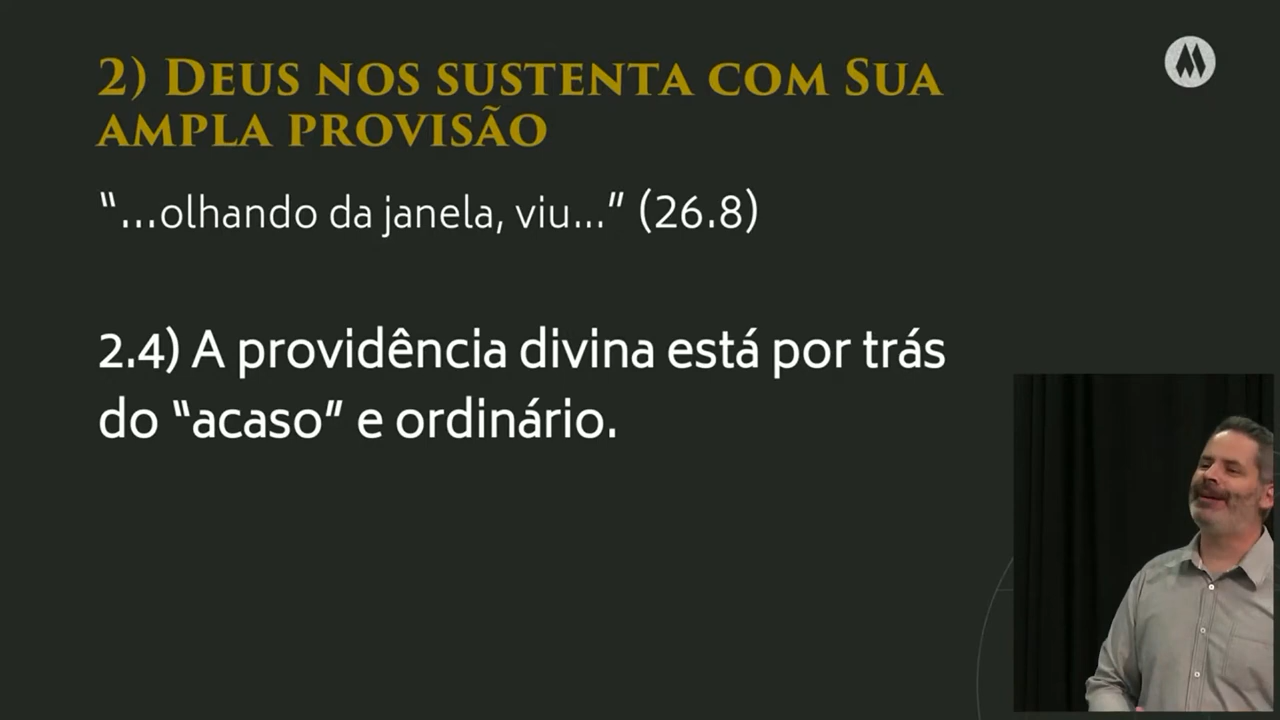 2) Deus nos sustenta com Sua
ampla provisão
“...olhando da janela, viu...” (26.8)
2.4) A providência divina está por trás
do “acaso” e ordinário.